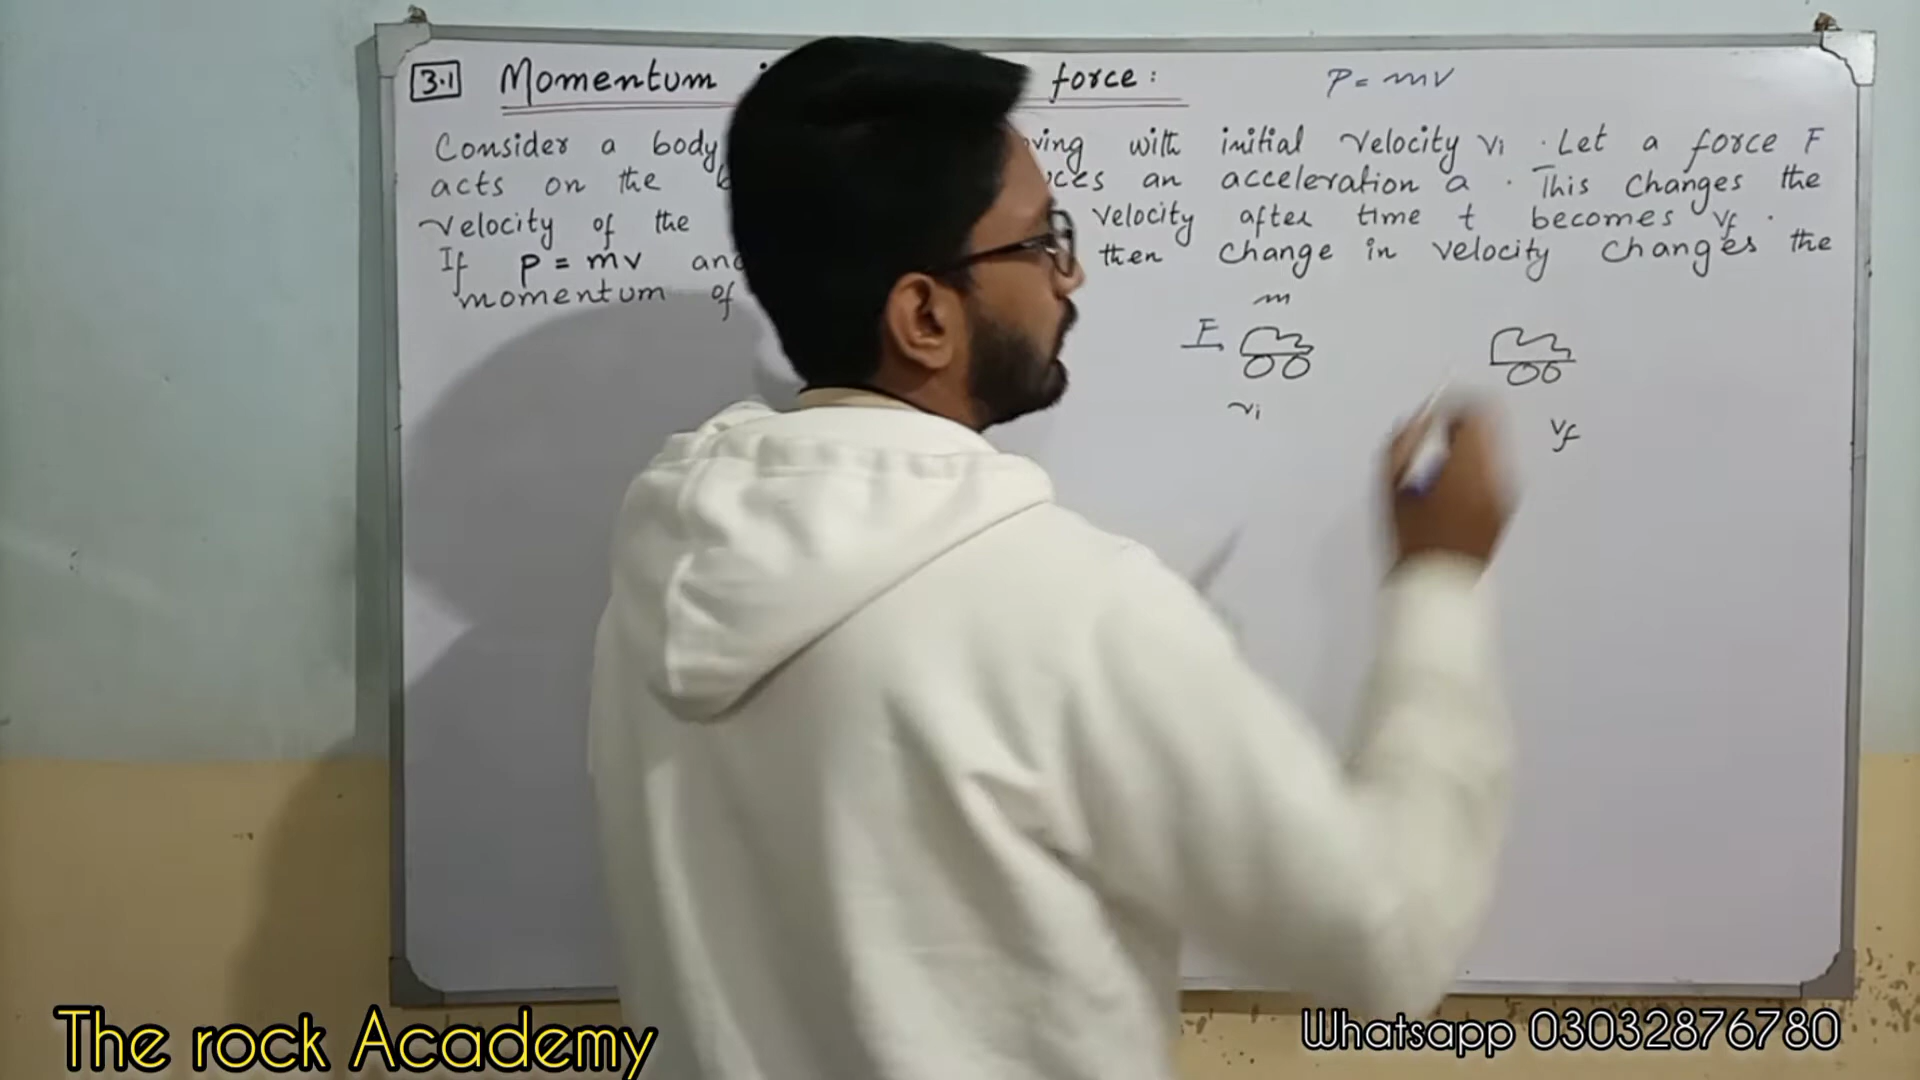 3.1 Momentum force :
P = mv
Consider a body with initial velocity vi . Let a force F
acts on the an acceleration a . This changes the
velocity of the velocity after time t becomes vf .
If P = mv and then change in velocity changes the
momentum of
m
F
vi
vf
The rock Academy
Whatsapp 03032876780